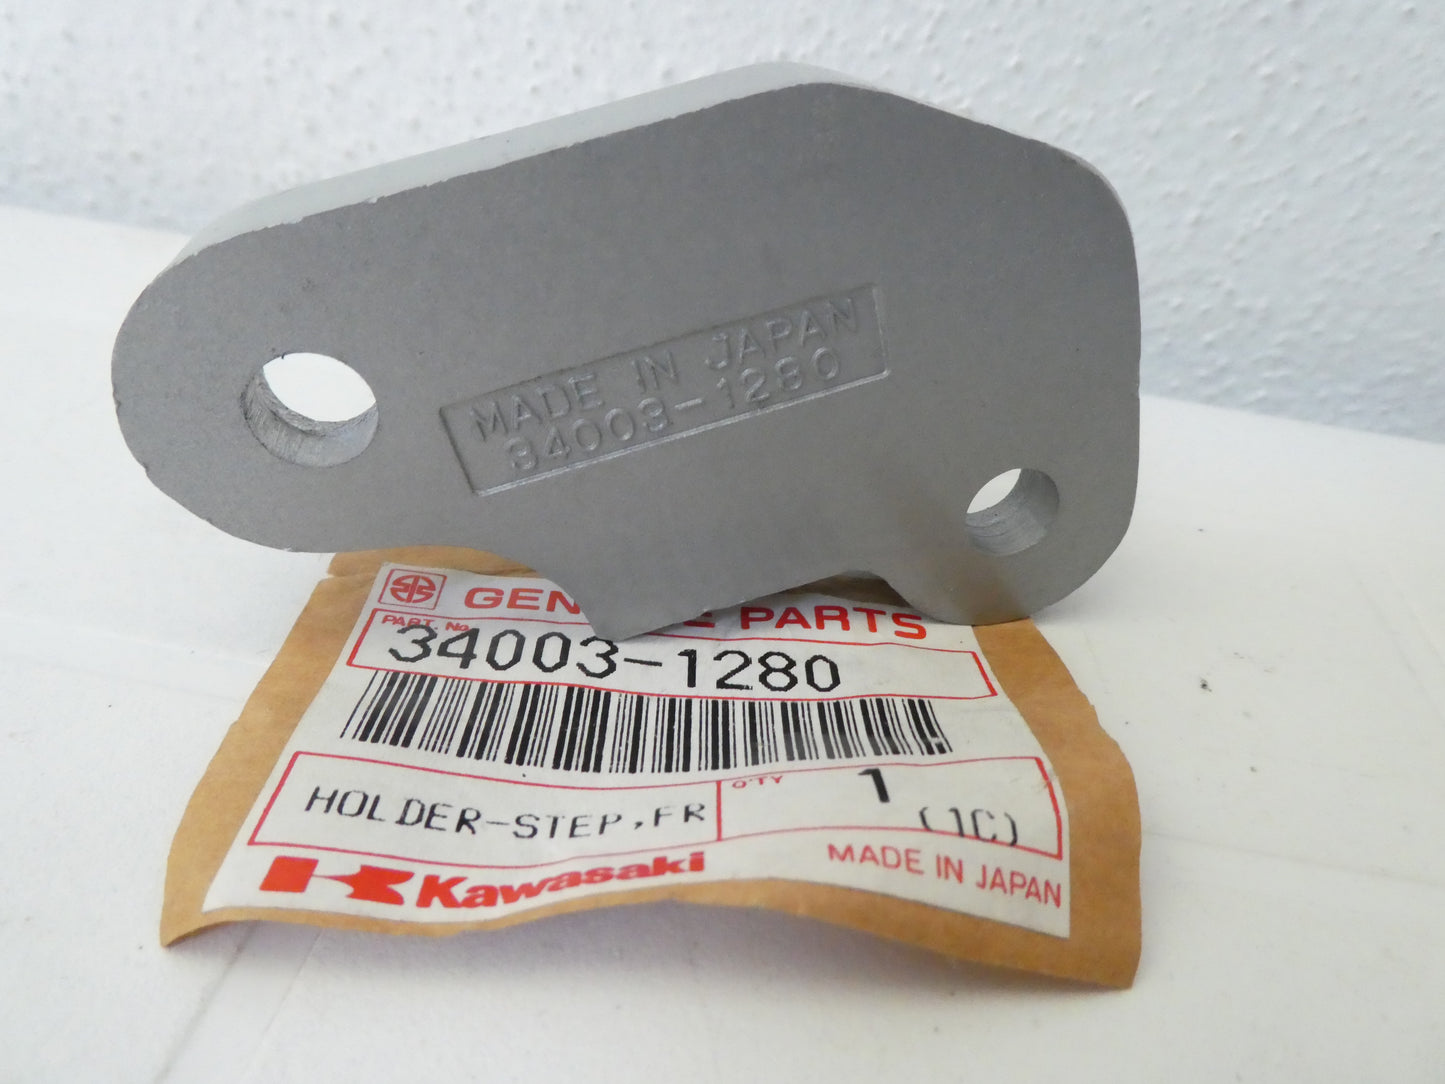 MADE IN JAPAN
34003-1280
GENUINE PARTS
PART No.
34003-1280
HOLDER-STEP,FR
Q'TY
1
(1C)
Kawasaki
MADE IN JAPAN